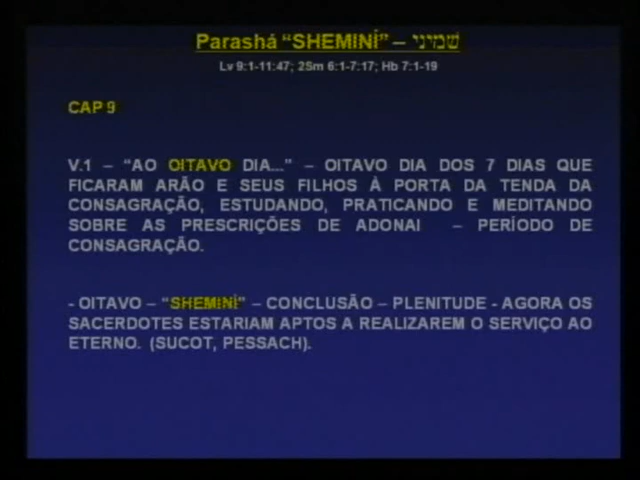 Parashá “SHEMINÍ” – שמיני
Lv 9:1-11:47; 2Sm 6:1-7:17; Hb 7:1-19
CAP 9
V.1 – “AO OITAVO DIA...” – OITAVO DIA DOS 7 DIAS QUE
FICARAM ARÃO E SEUS FILHOS À PORTA DA TENDA DA
CONSAGRAÇÃO, ESTUDANDO, PRATICANDO E MEDITANDO
SOBRE AS PRESCRIÇÕES DE ADONAI – PERÍODO DE
CONSAGRAÇÃO.
- OITAVO – “SHEMINÍ” – CONCLUSÃO – PLENITUDE - AGORA OS
SACERDOTES ESTARIAM APTOS A REALIZAREM O SERVIÇO AO
ETERNO. (SUCOT, PESSACH).